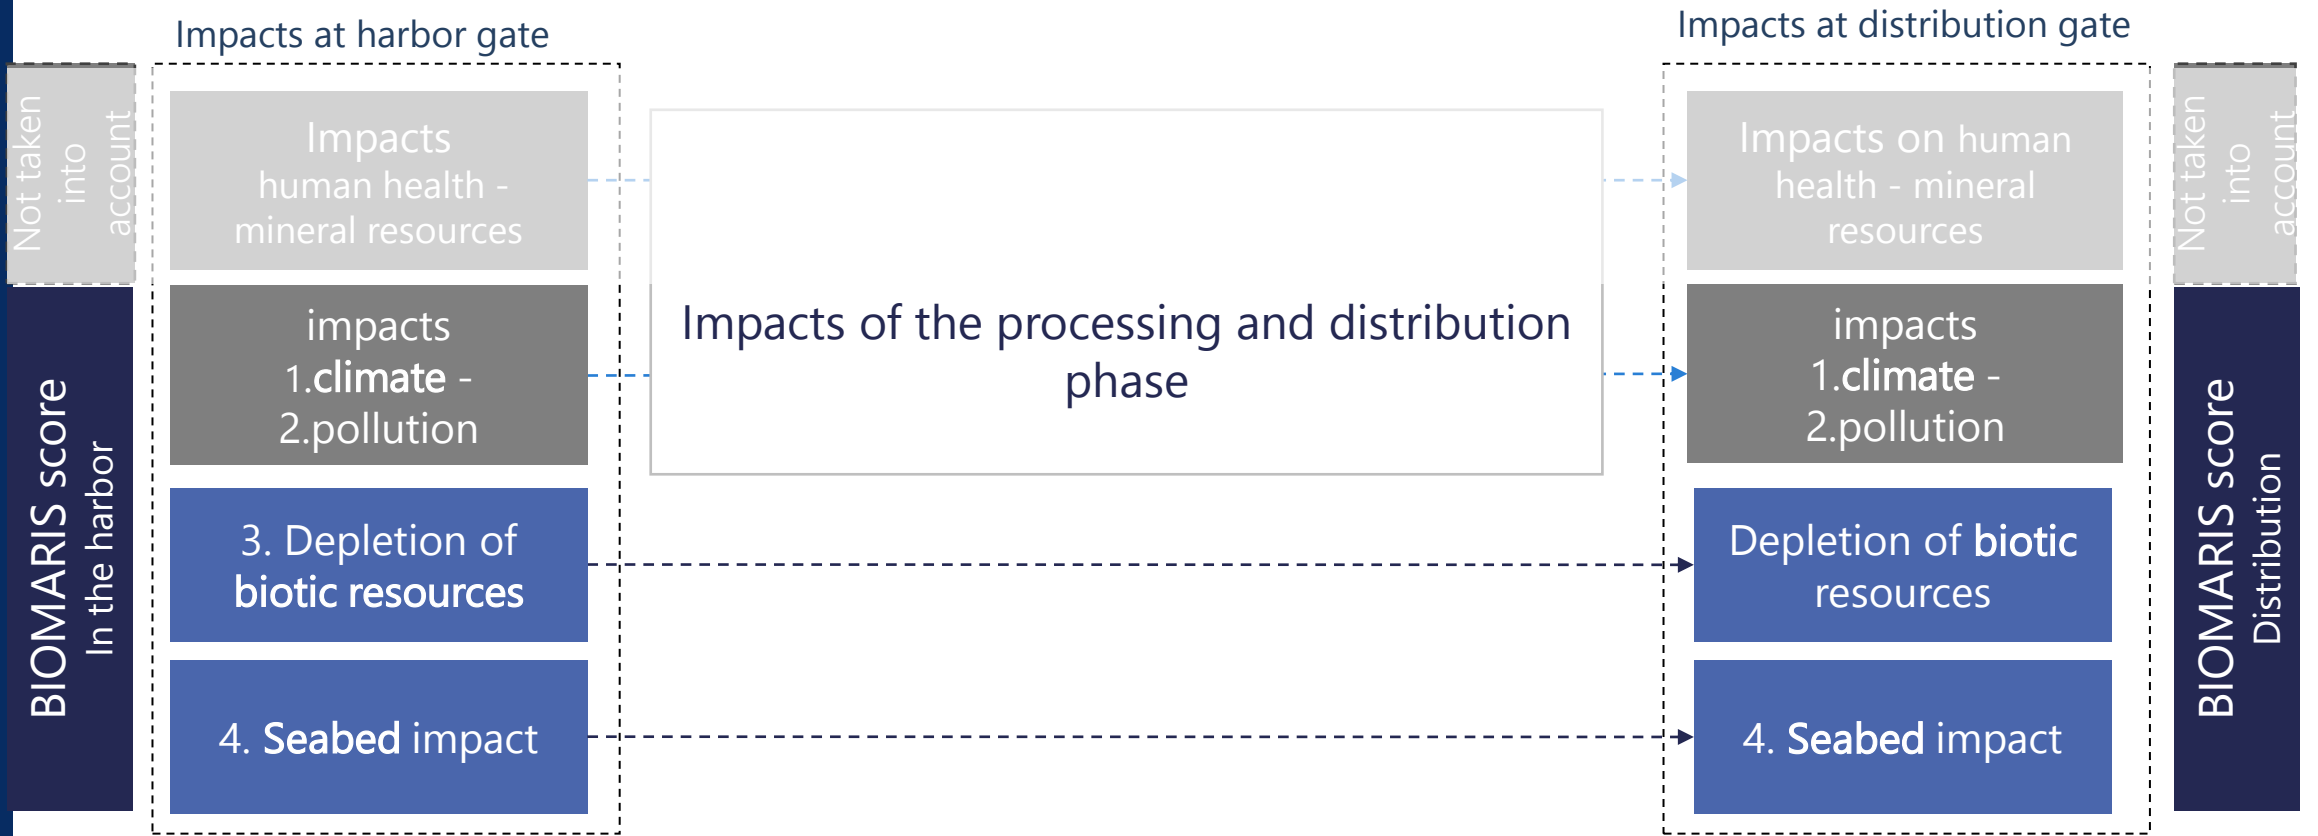 Impacts at harbor gate
Impacts at distribution gate
Not taken
into
account
Impacts
human health -
mineral resources
impacts
1.climate -
2.pollution
3. Depletion of
biotic resources
4. Seabed impact
BIOMARIS score
In the harbor
Impacts of the processing and distribution
phase
Impacts on human
health - mineral
resources
impacts
1.climate -
2.pollution
Depletion of biotic
resources
4. Seabed impact
Not taken
into
account
BIOMARIS score
Distribution